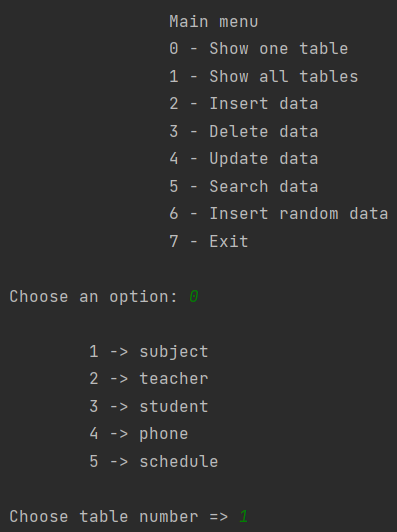 Main menu
0 - Show one table
1 - Show all tables
2 - Insert data
3 - Delete data
4 - Update data
5 - Search data
6 - Insert random data
7 - Exit
Choose an option: 0
1 -> subject
2 -> teacher
3 -> student
4 -> phone
5 -> schedule
Choose table number => 1